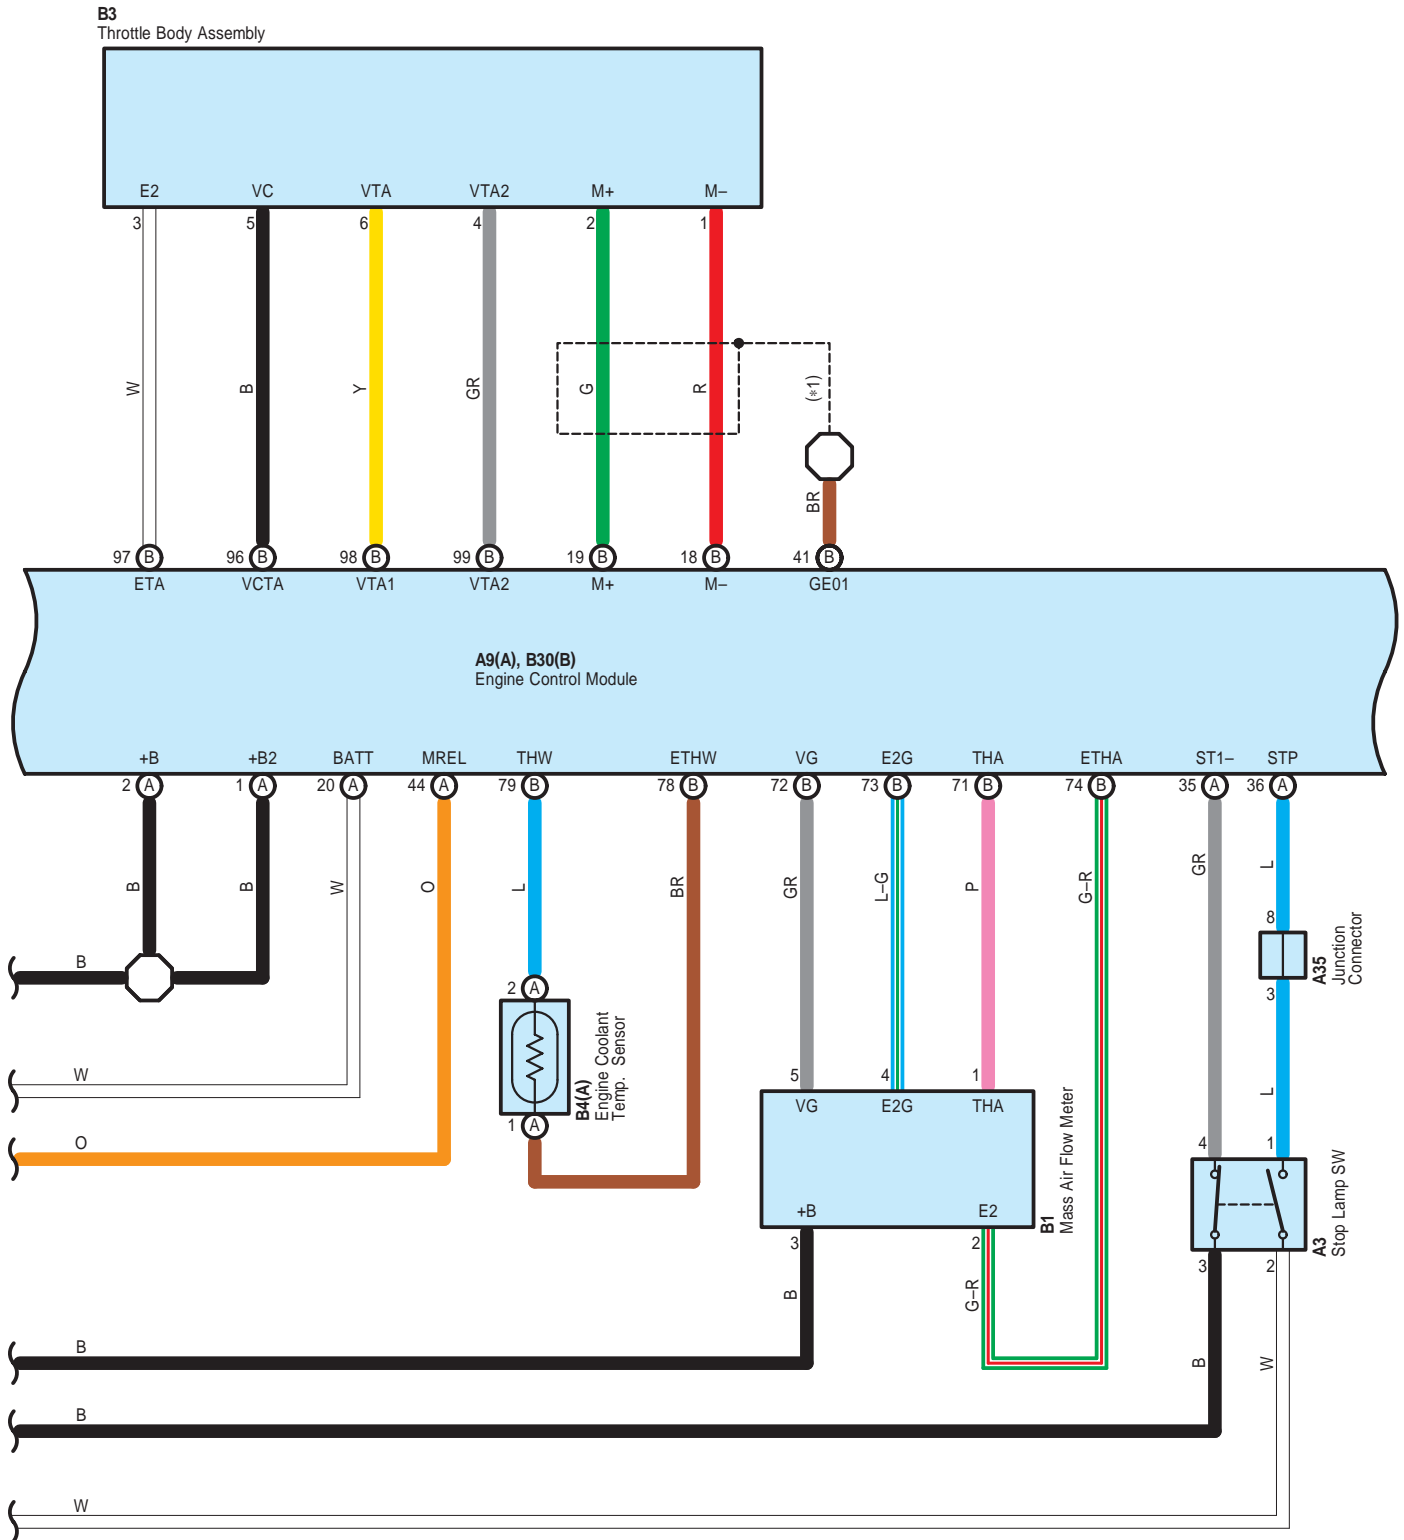 B3
Throttle Body Assembly
E2 VC VTA VTA2 M+ M–
3 5 6 4 2 1
W B Y GR G R (*1)
BR
97 B 96 B 98 B 99 B 19 B 18 B 41 B
ETA VCTA VTA1 VTA2 M+ M– GE01
A9(A), B30(B)
Engine Control Module
+B +B2 BATT MREL THW ETHW VG E2G THA ETHA ST1– STP
2 A 1 A 20 A 44 A 79 B 78 B 72 B 73 B 71 B 74 B 35 A 36 A
B B W O L BR GR L–G P G–R GR L
8
A35
Junction
Connector
3
B
2 A
B4(A)
Engine Coolant
Temp. Sensor
1 A
W
O
5 4 1
VG E2G THA
+B E2
3 2
B1
Mass Air Flow Meter
L
4 1
A3
Stop Lamp SW
3 2
B G–R
B W
B
B
W